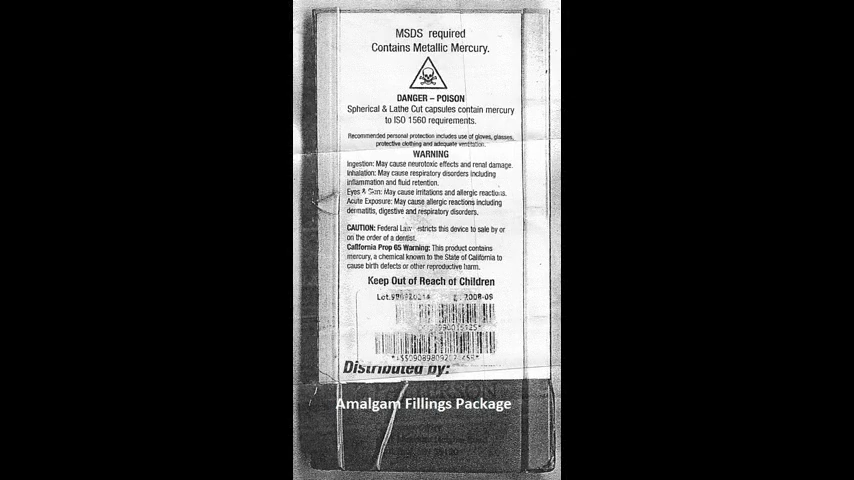 MSDS required
Contains Metallic Mercury.
DANGER – POISON
Spherical & Lathe Cut capsules contain mercury
to ISO 1560 requirements.
Recommended personal protection includes use of gloves, glasses,
protective clothing and adequate ventilation.
WARNING
Ingestion: May cause neurotoxic effects and renal damage.
Inhalation: May cause respiratory disorders including
inflammation and fluid retention.
Eyes & Skin: May cause irritations and allergic reactions.
Acute Exposure: May cause allergic reactions including
dermatitis, digestive and respiratory disorders.
CAUTION: Federal Law restricts this device to sale by or
on the order of a dentist.
California Prop 65 Warning: This product contains
mercury, a chemical known to the State of California to
cause birth defects or other reproductive harm.
Keep Out of Reach of Children
Lot. 2008-09
Distributed by:
Amalgam Fillings Package